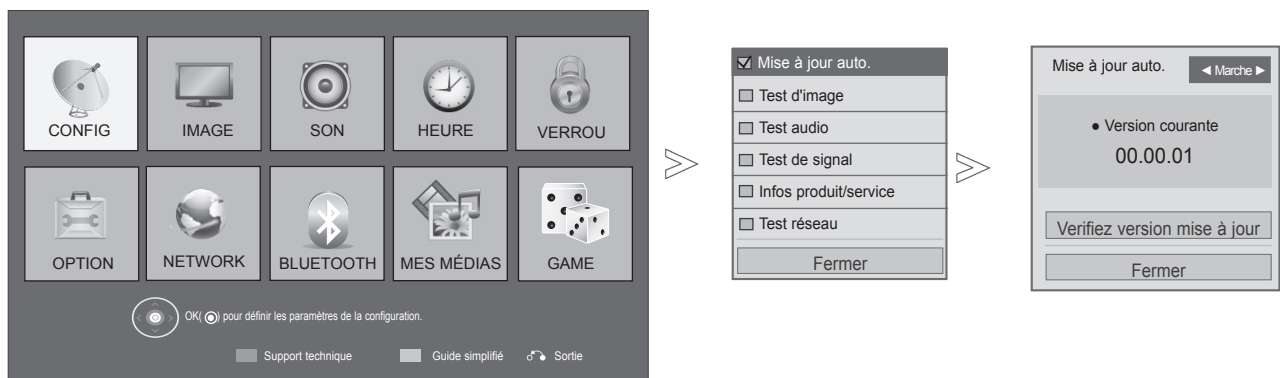 CONFIG
IMAGE
SON
HEURE
VERROU
OPTION
NETWORK
BLUETOOTH
MES MÉDIAS
GAME
OK( ) pour définir les paramètres de la configuration.
Support technique
Guide simplifié
Sortie
Mise à jour auto.
Test d'image
Test audio
Test de signal
Infos produit/service
Test réseau
Fermer
Mise à jour auto.
◄ Marche ►
● Version courante
00.00.01
Verifiez version mise à jour
Fermer